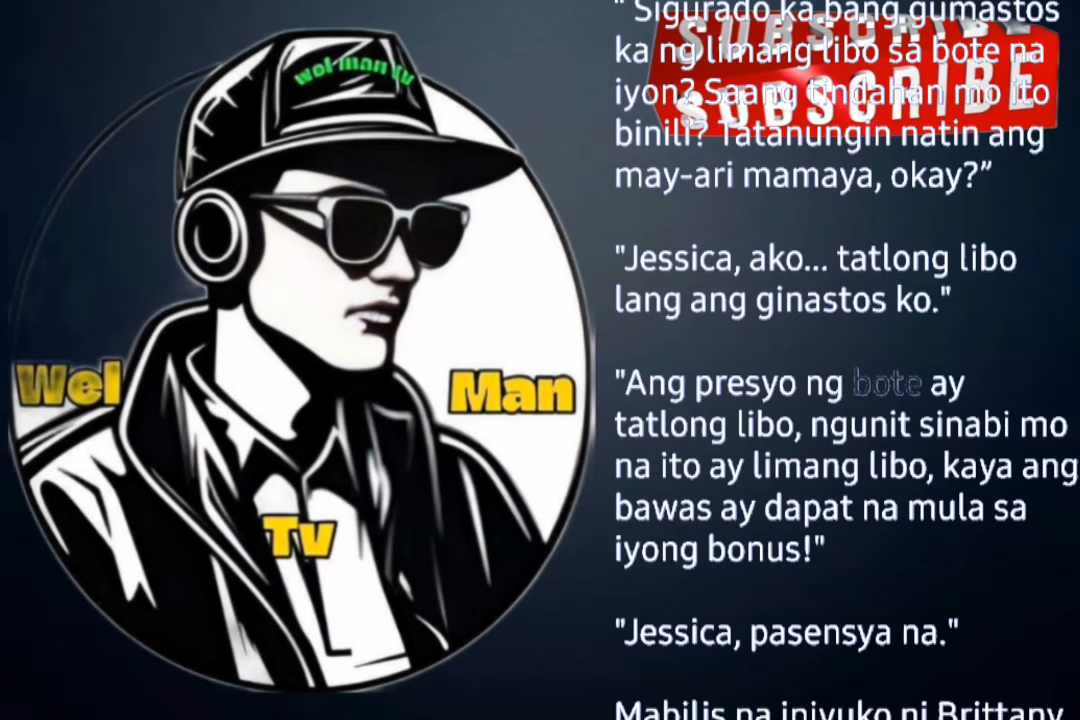 wel man tv
Wel
Man
Tv
SUBSCRIBE
SUBSCRIBE
" Sigurado ka bang gumastos
ka ng limang libo sa bote na
iyon? Saang tindahan mo ito
binili? Tatanungin natin ang
may-ari mamaya, okay?”
"Jessica, ako... tatlong libo
lang ang ginastos ko."
"Ang presyo ng bote ay
tatlong libo, ngunit sinabi mo
na ito ay limang libo, kaya ang
bawas ay dapat na mula sa
iyong bonus!"
"Jessica, pasensya na."
Mabilis na iniyuko ni Brittany